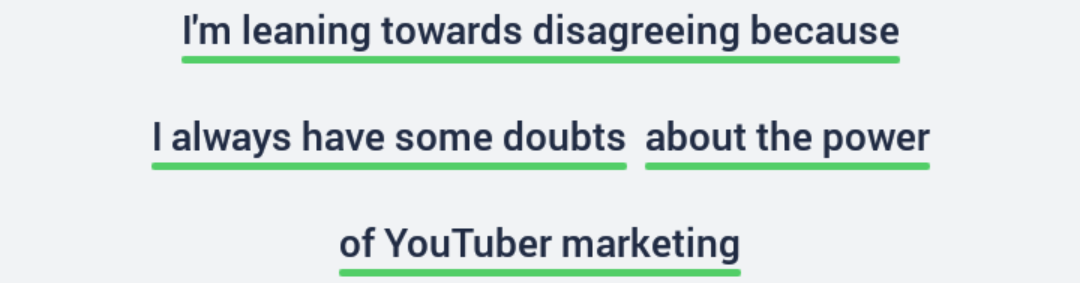 I'm leaning towards disagreeing because
I always have some doubts about the power
of YouTuber marketing